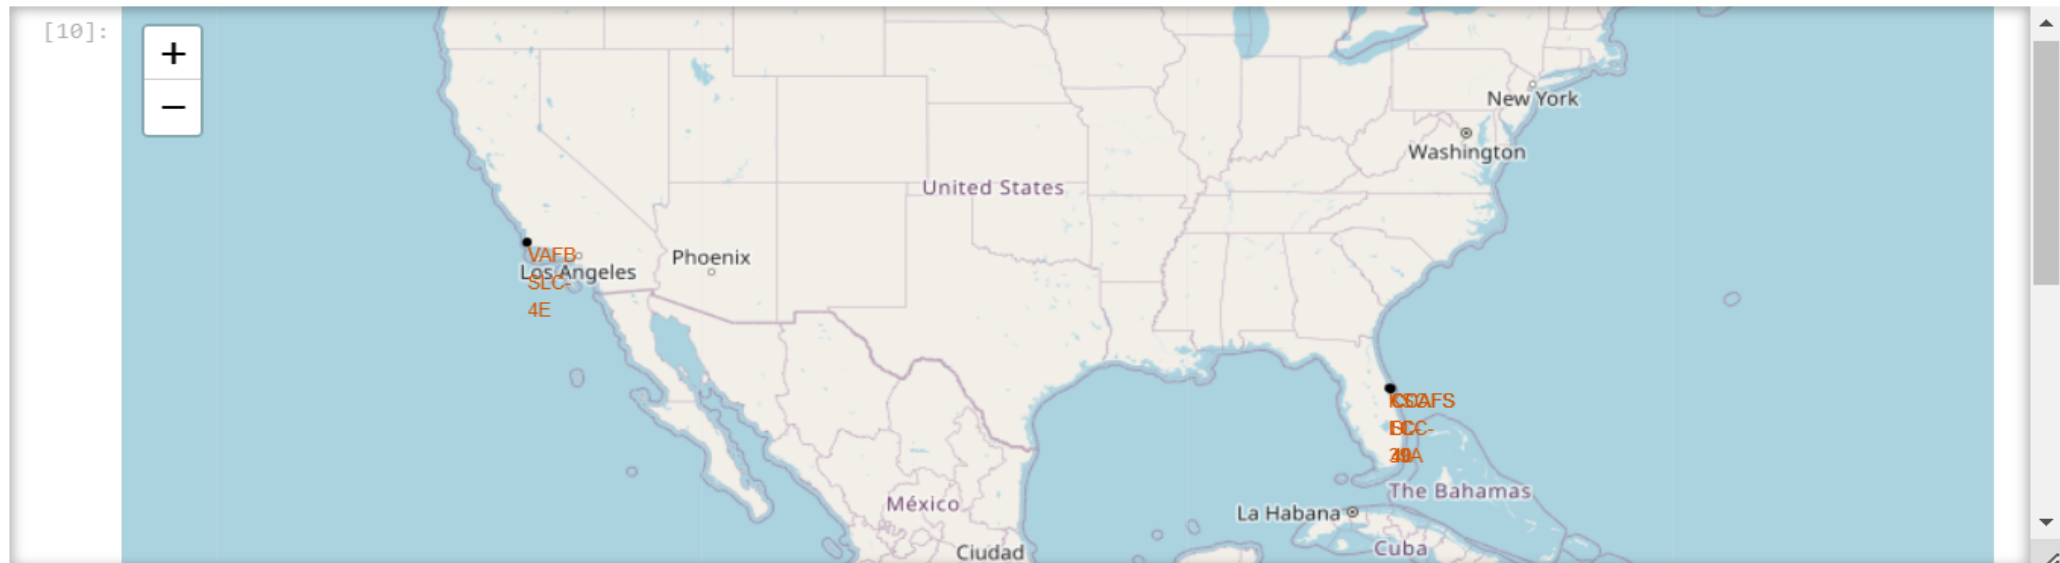 [10]:
+
−
New York
Washington
United States
VAFB
Los Angeles
Phoenix
SLC-
4E
The Bahamas
México
La Habana
Cuba
Ciudad